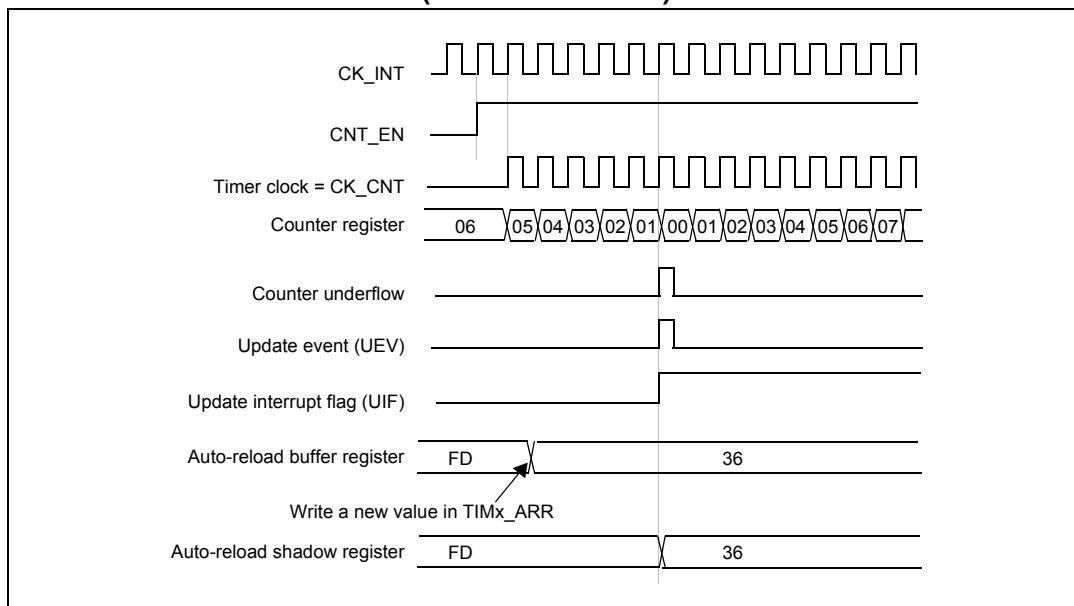 CK_INT
CNT_EN
Timer clock = CK_CNT
Counter register 06 05 04 03 02 01 00 01 02 03 04 05 06 07
Counter underflow
Update event (UEV)
Update interrupt flag (UIF)
Auto-reload buffer register FD 36
Write a new value in TIMx_ARR
Auto-reload shadow register FD 36